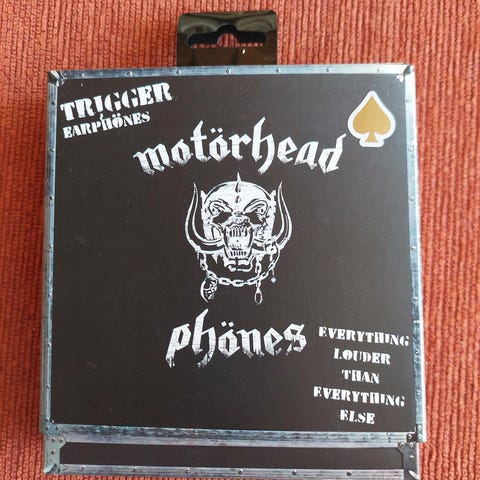 TRIGGER
EARPHÖNES
motörhead
phönes
EVERYTHING
LOUDER
THAN
EVERYTHING
ELSE